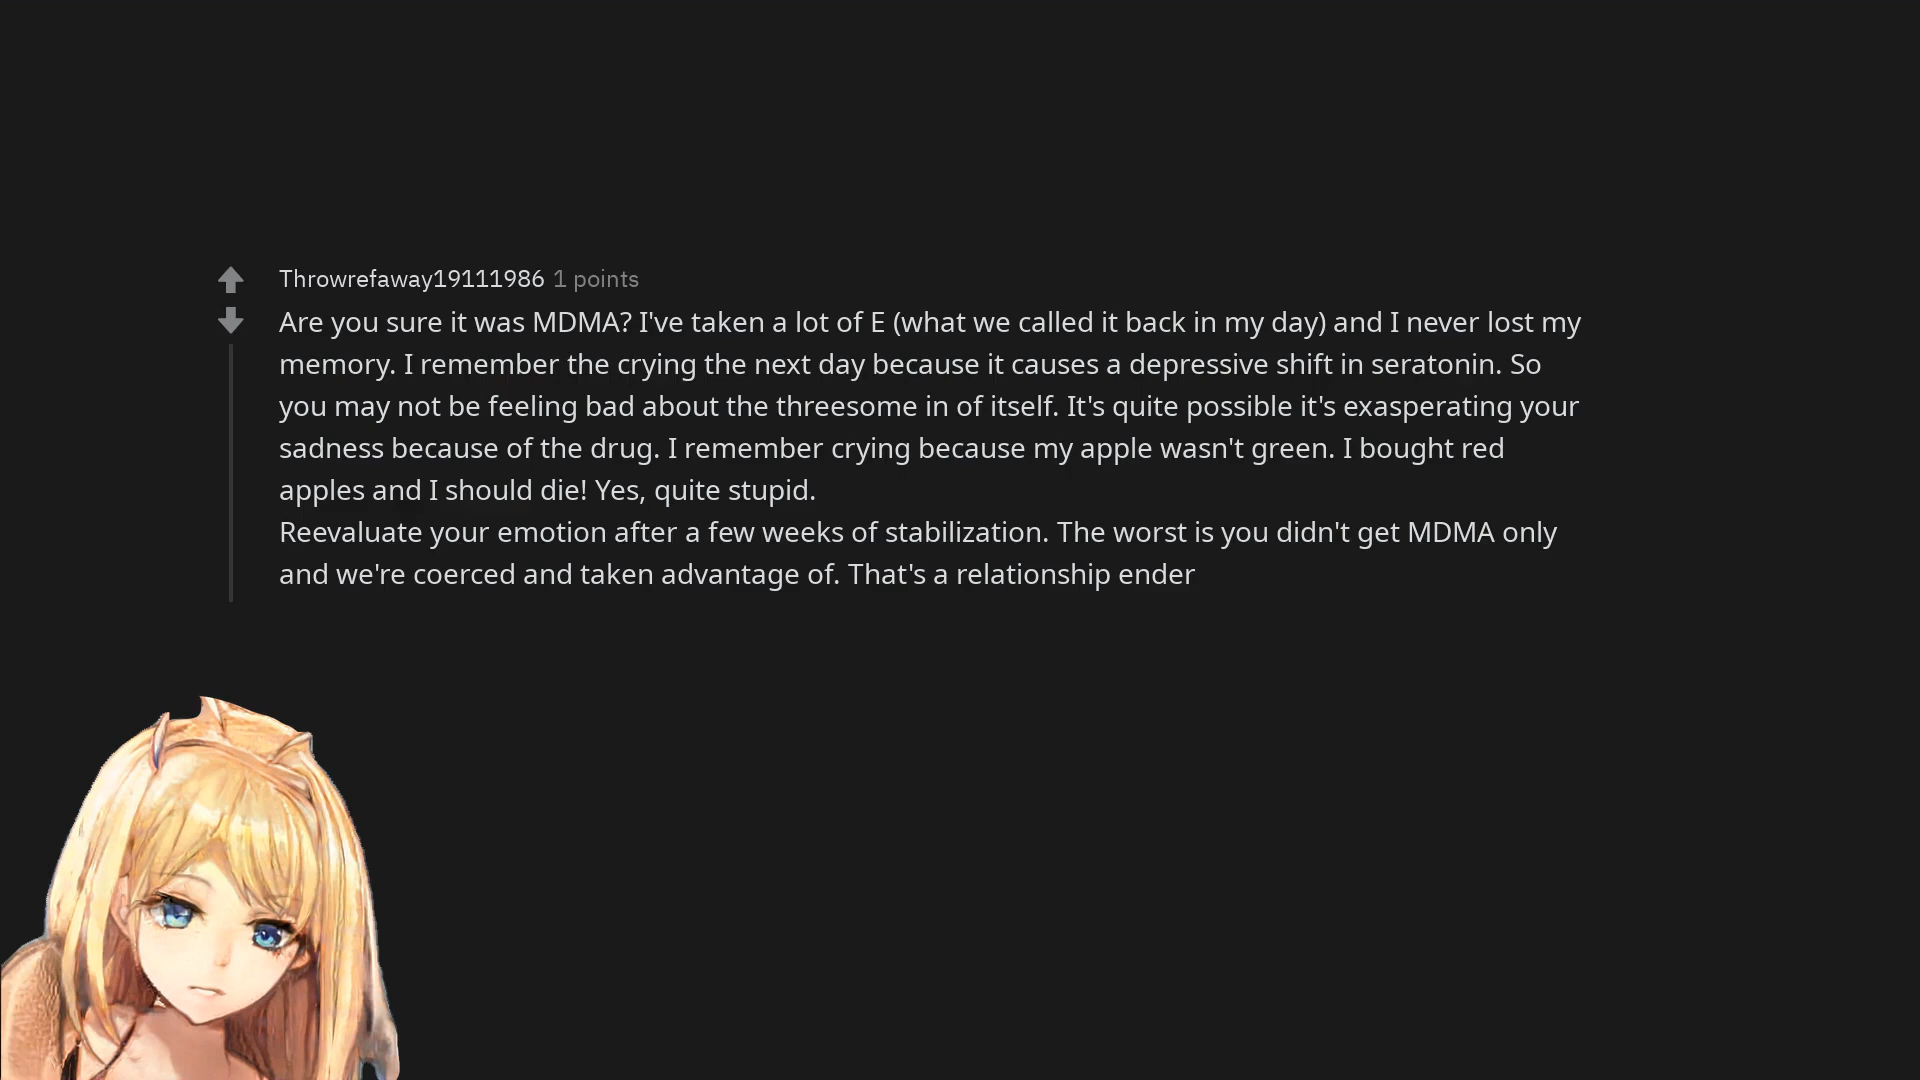 Throwrefaway19111986 1 points
Are you sure it was MDMA? I've taken a lot of E (what we called it back in my day) and I never lost my
memory. I remember the crying the next day because it causes a depressive shift in seratonin. So
you may not be feeling bad about the threesome in of itself. It's quite possible it's exasperating your
sadness because of the drug. I remember crying because my apple wasn't green. I bought red
apples and I should die! Yes, quite stupid.
Reevaluate your emotion after a few weeks of stabilization. The worst is you didn't get MDMA only
and we're coerced and taken advantage of. That's a relationship ender